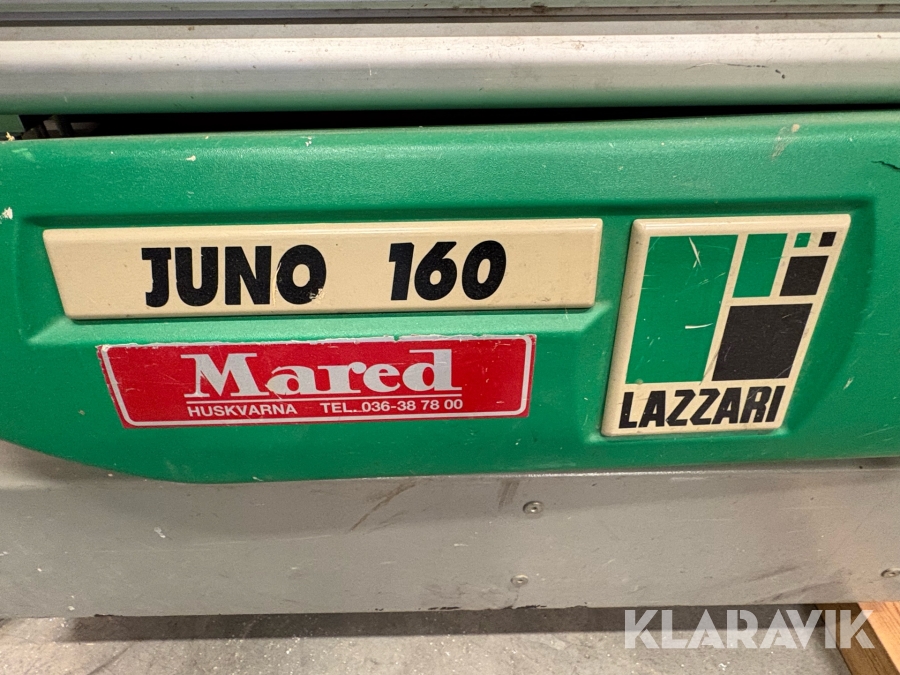 JUNO 160
Mared
HUSKVARNA TEL..036-38 78 00
LAZZARI
KLARAVIK